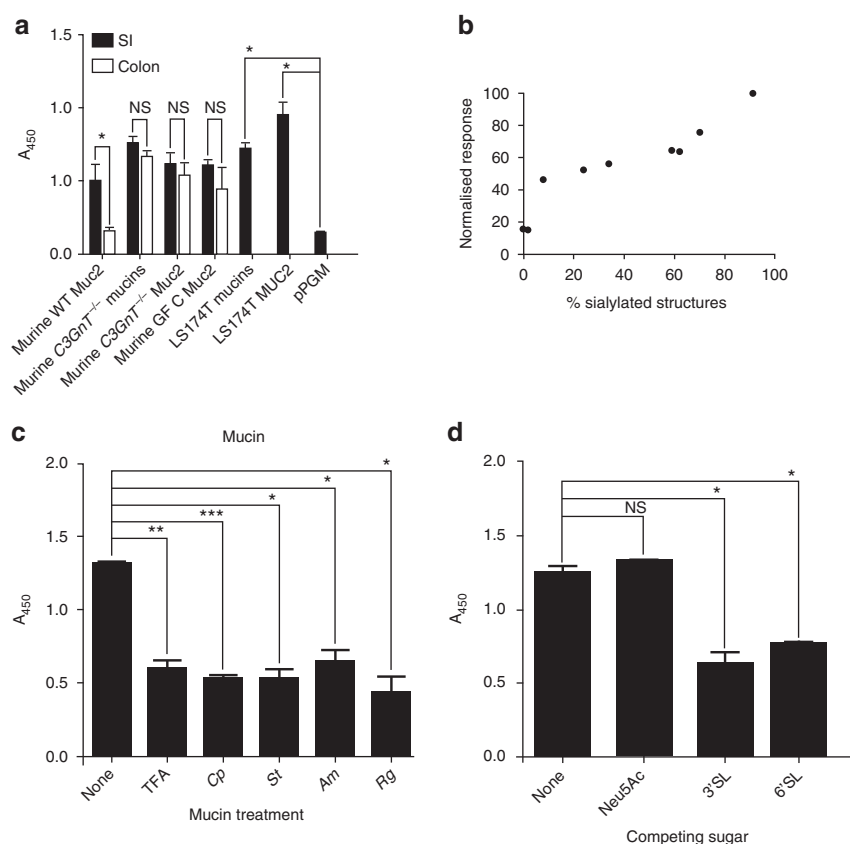 a
SI
Colon
1.0
1.0
1.0
0.0
A450
*
NS
NS
NS
*
*
Murine WT Muc2
Murine C3GnT−/− mucins
Murine C3GnT−/− Muc2
Murine GF C Muc2
LS174T mucins
LS174T MUC2
pPGM
b
100
80
60
40
20
0
Normalised response
0 20 40 60 80 100
% sialylated structures
c
Mucin
2.0
1.5
1.0
0.5
0.0
A450
*
*
*
***
**
None
TFA
Cp
St
Am
Rg
Mucin treatment
d
2.0
1.5
1.0
0.5
0.0
A450
*
*
NS
None
Neu5Ac
3'SL
6'SL
Competing sugar